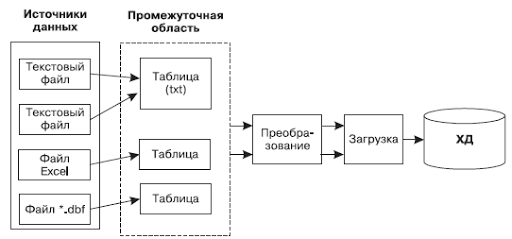 Источники
данных
Промежуточная
область
Текстовый
файл
Текстовый
файл
Файл
Excel
Файл *.dbf
Таблица
(txt)
Таблица
Таблица
Преобра-
зование
Загрузка
ХД